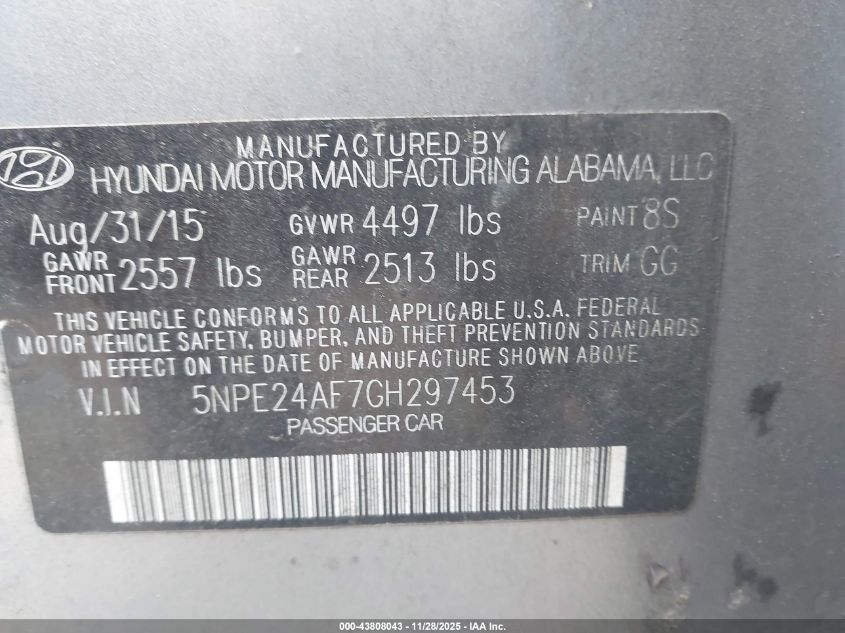 MANUFACTURED BY
HYUNDAI MOTOR MANUFACTURING ALABAMA, LLC
Aug/31/15 GVWR 4497 lbs PAINT 8S
GAWR FRONT 2557 lbs GAWR REAR 2513 lbs TRIM GG
THIS VEHICLE CONFORMS TO ALL APPLICABLE U.S.A. FEDERAL
MOTOR VEHICLE SAFETY, BUMPER, AND THEFT PREVENTION STANDARDS
IN EFFECT ON THE DATE OF MANUFACTURE SHOWN ABOVE
V.I.N 5NPE24AF7GH297453
PASSENGER CAR
000-43808043 - 11/28/2025 - IAA Inc.